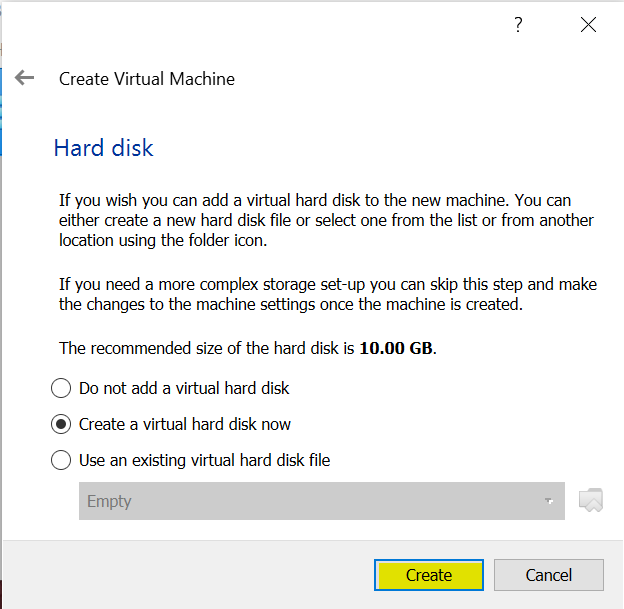 ?
Create Virtual Machine
Hard disk
If you wish you can add a virtual hard disk to the new machine. You can
either create a new hard disk file or select one from the list or from another
location using the folder icon.
If you need a more complex storage set-up you can skip this step and make
the changes to the machine settings once the machine is created.
The recommended size of the hard disk is 10.00 GB.
Do not add a virtual hard disk
Create a virtual hard disk now
Use an existing virtual hard disk file
Empty
Create Cancel